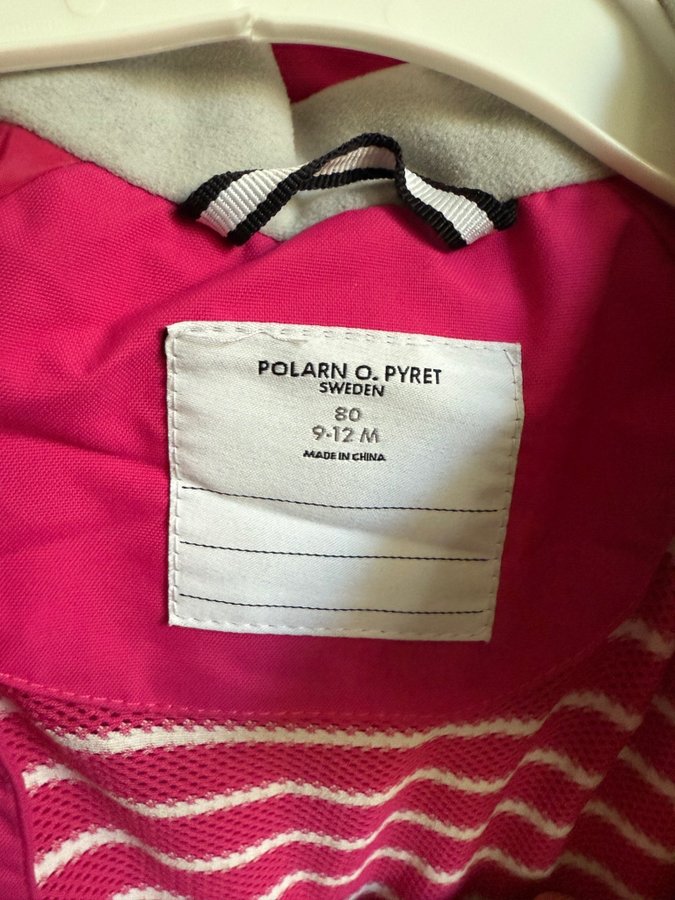 POLARN O. PYRET
SWEDEN
80
9-12 M
MADE IN CHINA